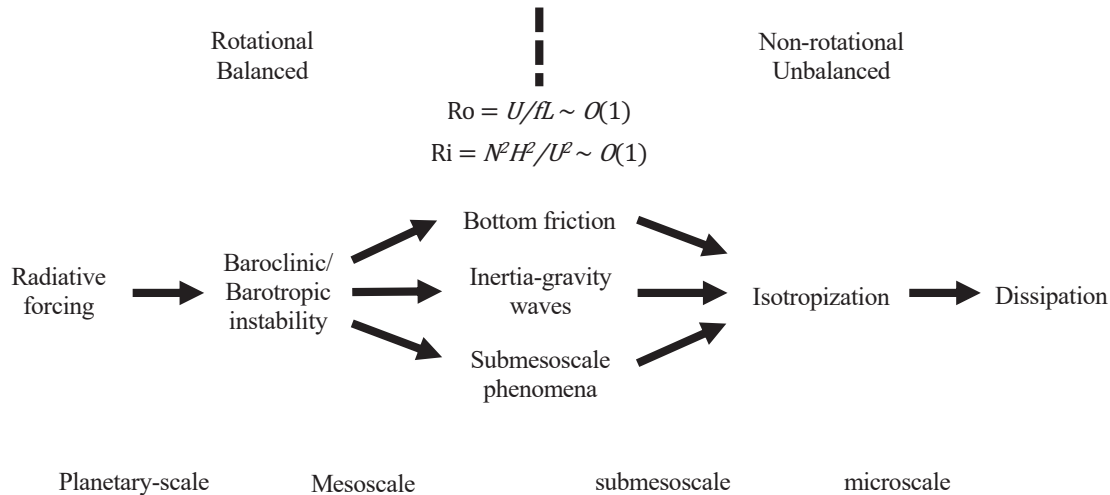 Rotational
Balanced
Non-rotational
Unbalanced
Ro = U/fL ~ O(1)
Ri = N²H²/U² ~ O(1)
Radiative
forcing
Baroclinic/
Barotropic
instability
Bottom friction
Inertia-gravity
waves
Submesoscale
phenomena
Isotropization
Dissipation
Planetary-scale
Mesoscale
submesoscale
microscale